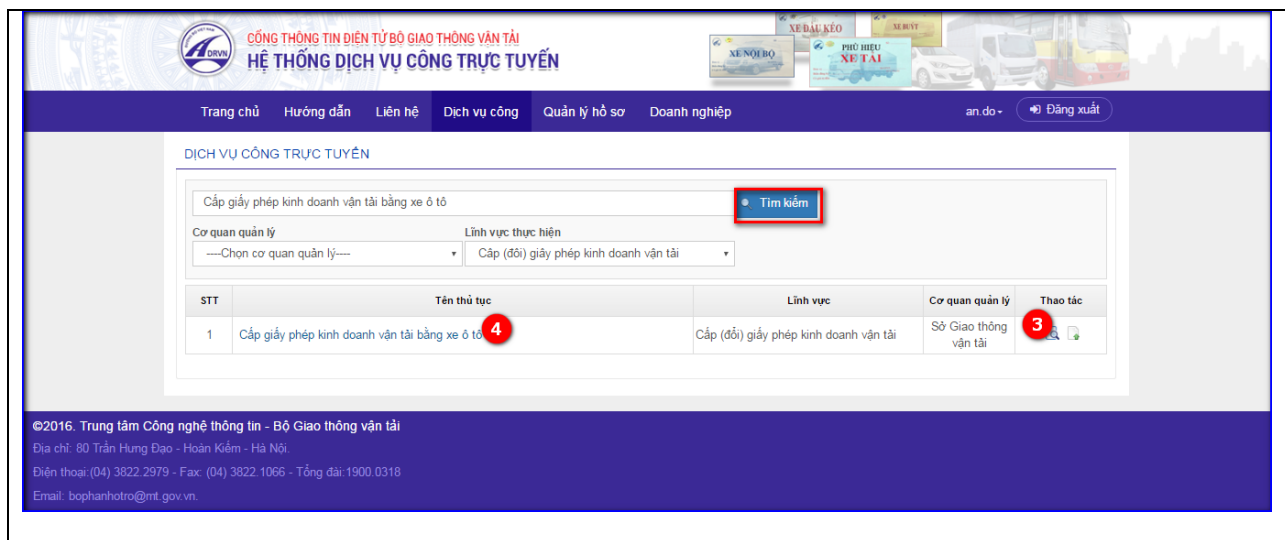 DRVN
CỔNG THÔNG TIN ĐIỆN TỬ BỘ GIAO THÔNG VẬN TẢI
HỆ THỐNG DỊCH VỤ CÔNG TRỰC TUYẾN
XE ĐẦU KÉO
XE BUÝT
XE NỘI BỘ
PHÙ HIỆU
XE TẢI
Trang chủ Hướng dẫn Liên hệ Dịch vụ công Quản lý hồ sơ Doanh nghiệp an.do Đăng xuất
DỊCH VỤ CÔNG TRỰC TUYẾN
Cấp giấy phép kinh doanh vận tải bằng xe ô tô Tìm kiếm
Cơ quan quản lý Lĩnh vực thực hiện
----Chọn cơ quan quản lý---- Cấp (đổi) giấy phép kinh doanh vận tải
STT Tên thủ tục Lĩnh vực Cơ quan quản lý Thao tác
1 Cấp giấy phép kinh doanh vận tải bằng xe ô tô 4 Cấp (đổi) giấy phép kinh doanh vận tải Sở Giao thông vận tải 3
©2016. Trung tâm Công nghệ thông tin - Bộ Giao thông vận tải
Địa chỉ: 80 Trần Hưng Đạo - Hoàn Kiếm - Hà Nội.
Điện thoại:(04) 3822.2979 - Fax: (04) 3822.1066 - Tổng đài:1900.0318
Email: bophanhotro@mt.gov.vn.